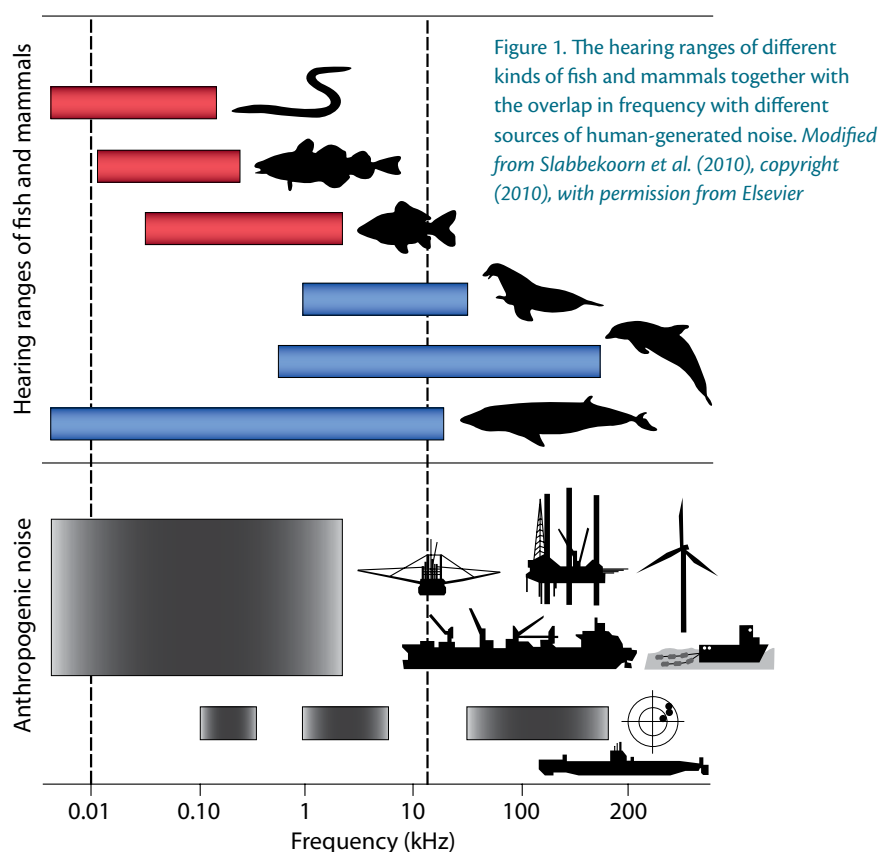 Figure 1. The hearing ranges of different
kinds of fish and mammals together with
the overlap in frequency with different
sources of human-generated noise. Modified
from Slabbekoorn et al. (2010), copyright
(2010), with permission from Elsevier
Hearing ranges of fish and mammals
Anthropogenic noise
0.01 0.10 1 10 100 200
Frequency (kHz)